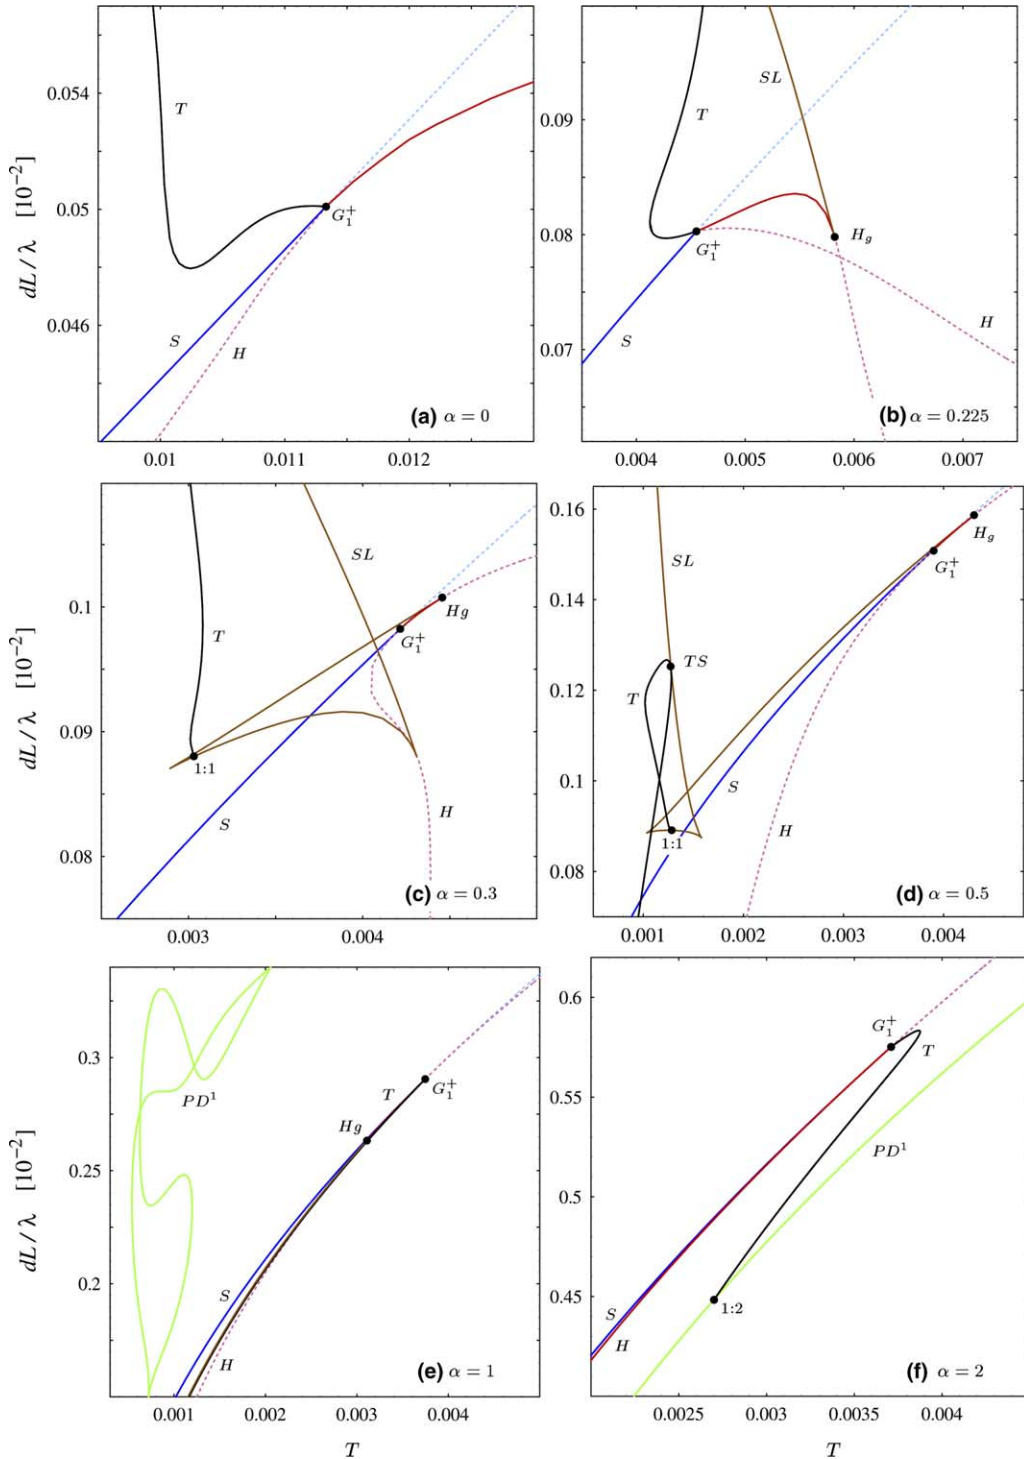 0.054
0.05
0.046
dL/λ [10⁻²]
T
G₁⁺
S
H
(a) α = 0
0.01 0.011 0.012
0.09
0.08
0.07
SL
T
G₁⁺
H_g
S
H
(b) α = 0.225
0.004 0.005 0.006 0.007
0.1
0.09
0.08
dL/λ [10⁻²]
SL
T
Hg
G₁⁺
1:1
S
H
(c) α = 0.3
0.003 0.004
0.16
0.14
0.12
0.1
0.08
SL
H_g
G₁⁺
TS
T
S
1:1
H
(d) α = 0.5
0.001 0.002 0.003 0.004
0.3
0.25
0.2
dL/λ [10⁻²]
PD¹
T
G₁⁺
Hg
S
H
(e) α = 1
0.001 0.002 0.003 0.004
T
0.6
0.55
0.5
0.45
G₁⁺
T
PD¹
S
1:2
H
(f) α = 2
0.0025 0.003 0.0035 0.004
T